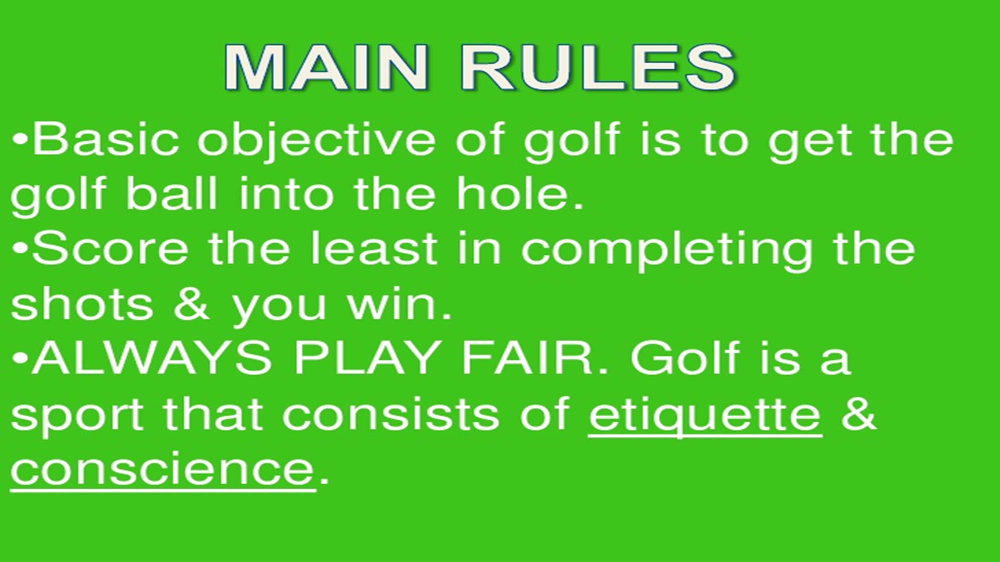 MAIN RULES
•Basic objective of golf is to get the
golf ball into the hole.
•Score the least in completing the
shots & you win.
•ALWAYS PLAY FAIR. Golf is a
sport that consists of etiquette &
conscience.